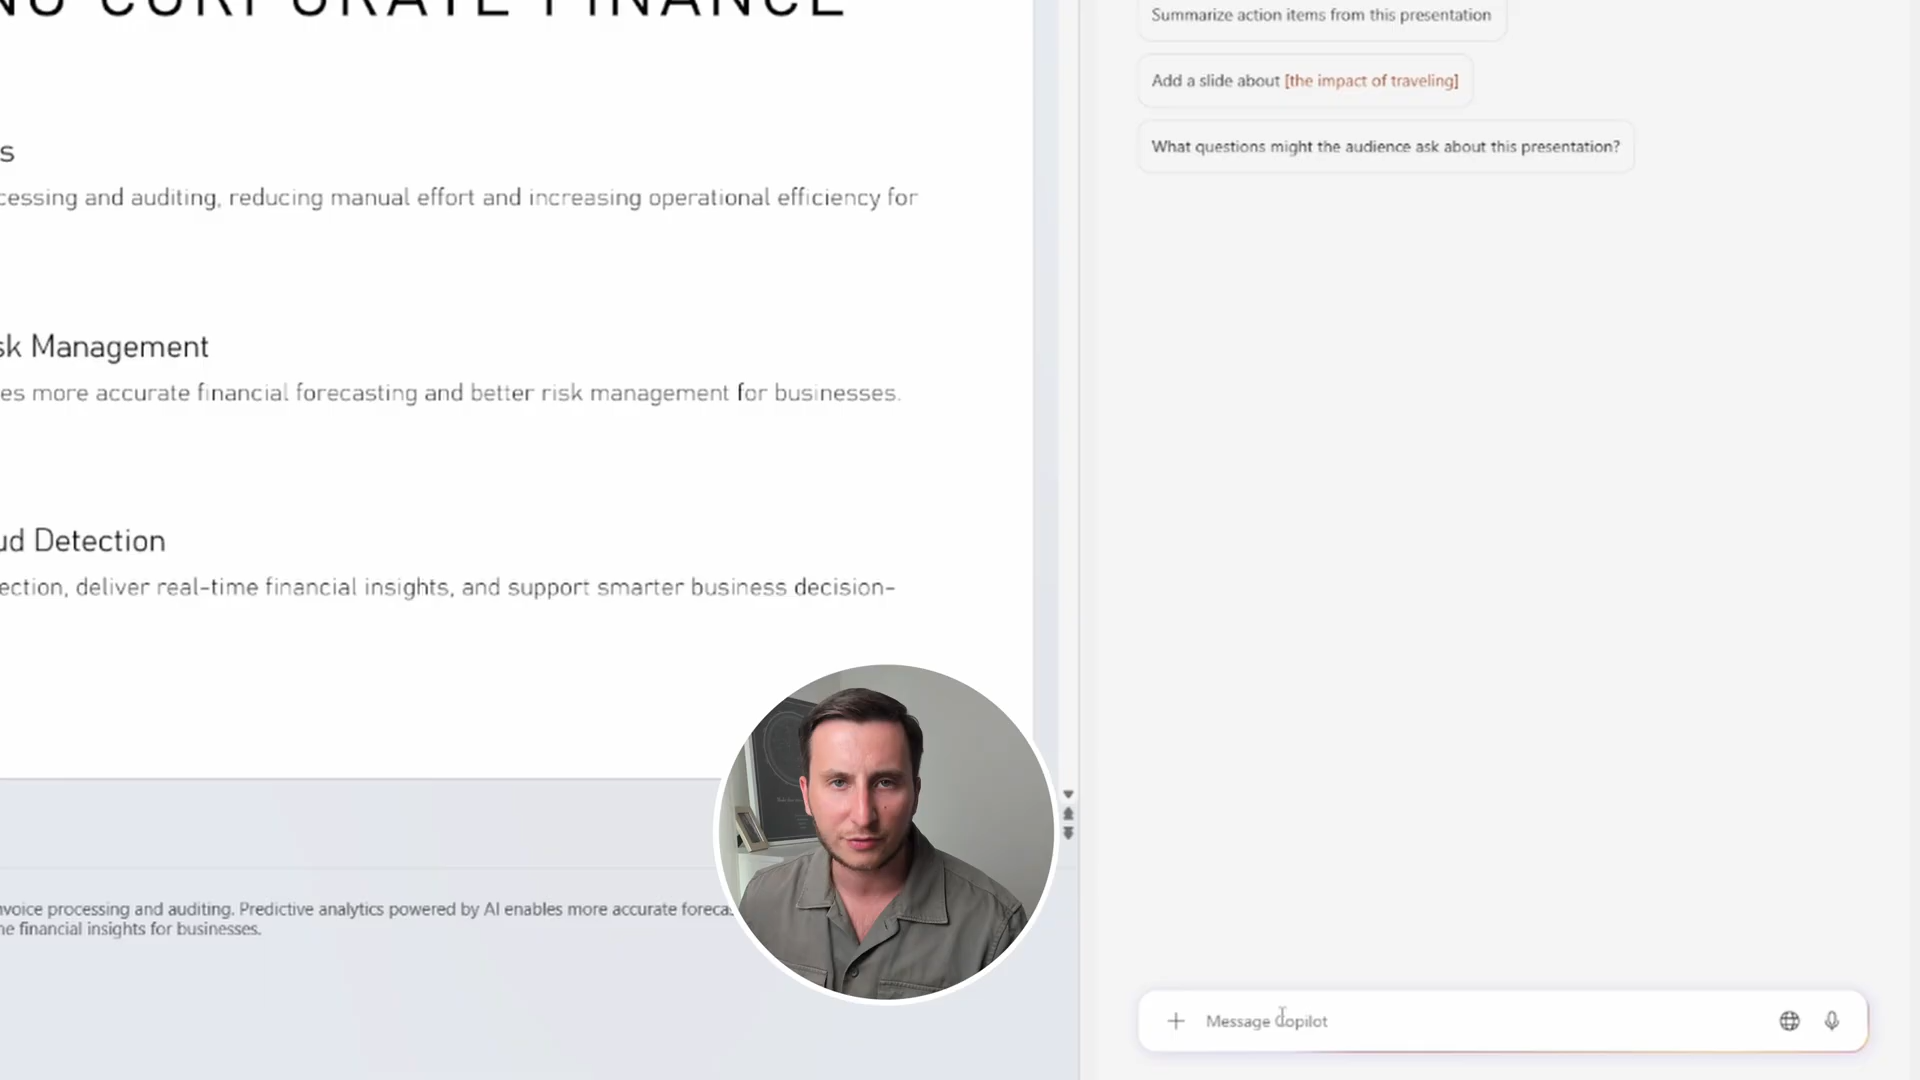 CORPORATE FINANCE
s
cessing and auditing, reducing manual effort and increasing operational efficiency for
sk Management
es more accurate financial forecasting and better risk management for businesses.
ud Detection
ection, deliver real-time financial insights, and support smarter business decision-
nvoice processing and auditing. Predictive analytics powered by AI enables more accurate foreca
ne financial insights for businesses.
Summarize action items from this presentation
Add a slide about [the impact of traveling]
What questions might the audience ask about this presentation?
Message Copilot